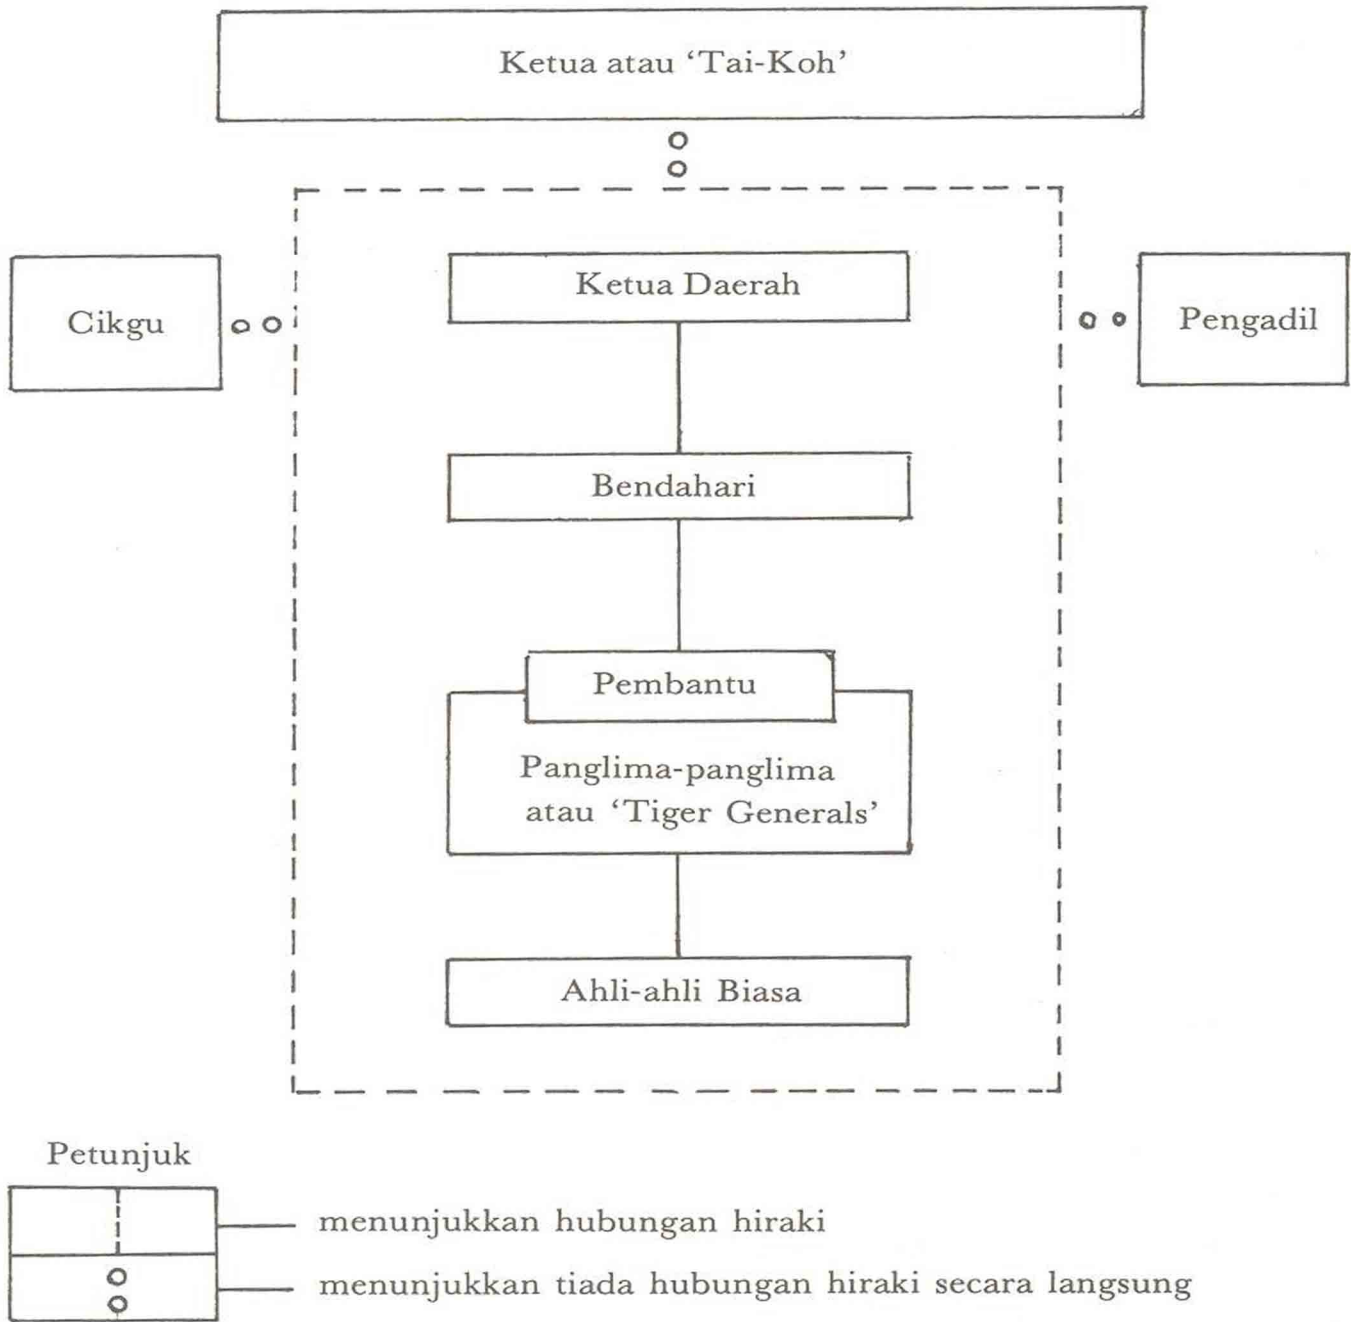 Ketua atau ‘Tai-Koh’
Ketua Daerah
Cikgu
Pengadil
Bendahari
Pembantu
Panglima-panglima
atau ‘Tiger Generals’
Ahli-ahli Biasa
Petunjuk
menunjukkan hubungan hiraki
menunjukkan tiada hubungan hiraki secara langsung